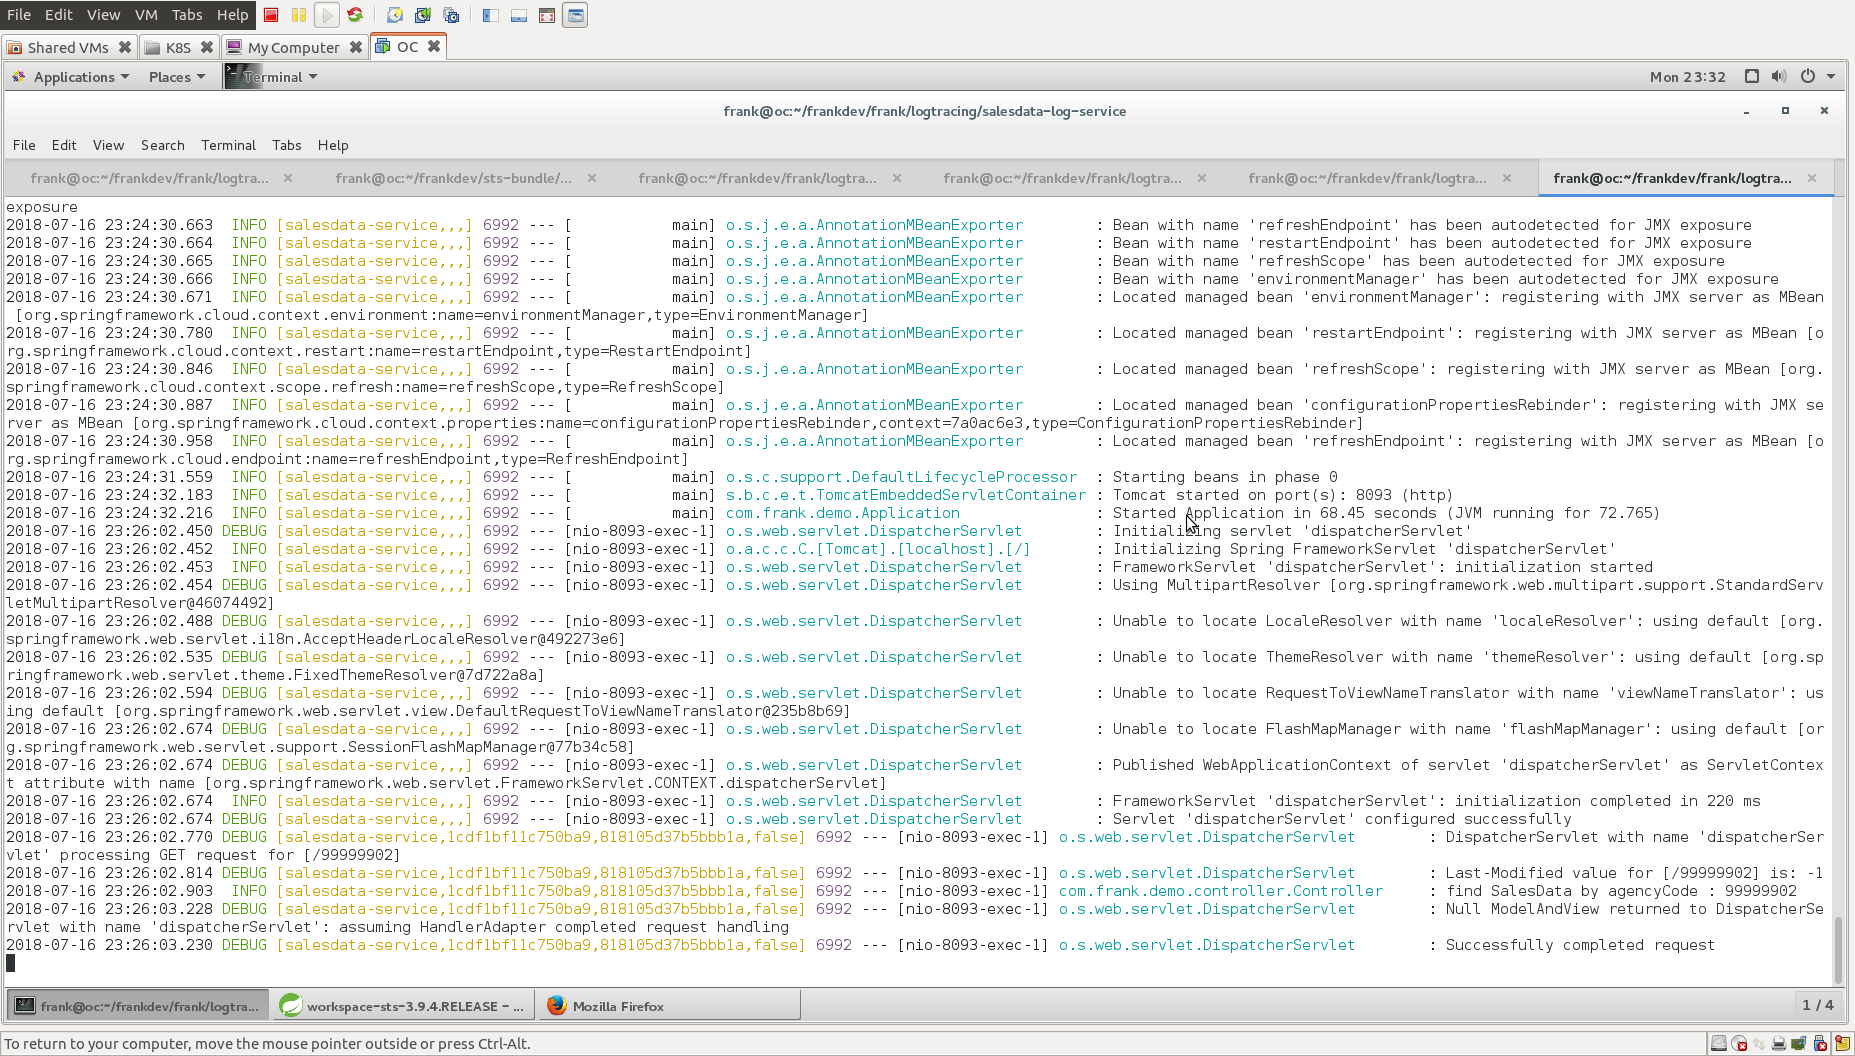 File Edit View VM Tabs Help
Shared VMs K8S My Computer OC
Applications Places Terminal Mon 23:32
frank@oc:~/frankdev/frank/logtracing/salesdata-log-service
File Edit View Search Terminal Tabs Help
frank@oc:~/frankdev/frank/logtra... frank@oc:~/frankdev/sts-bundle/... frank@oc:~/frankdev/frank/logtra... frank@oc:~/frankdev/frank/logtra... frank@oc:~/frankdev/frank/logtra... frank@oc:~/frankdev/frank/logtra...
exposure
2018-07-16 23:24:30.663  INFO [salesdata-service,,,] 6992 --- [           main] o.s.j.e.a.AnnotationMBeanExporter        : Bean with name 'refreshEndpoint' has been autodetected for JMX exposure
2018-07-16 23:24:30.664  INFO [salesdata-service,,,] 6992 --- [           main] o.s.j.e.a.AnnotationMBeanExporter        : Bean with name 'restartEndpoint' has been autodetected for JMX exposure
2018-07-16 23:24:30.665  INFO [salesdata-service,,,] 6992 --- [           main] o.s.j.e.a.AnnotationMBeanExporter        : Bean with name 'refreshScope' has been autodetected for JMX exposure
2018-07-16 23:24:30.666  INFO [salesdata-service,,,] 6992 --- [           main] o.s.j.e.a.AnnotationMBeanExporter        : Bean with name 'environmentManager' has been autodetected for JMX exposure
2018-07-16 23:24:30.671  INFO [salesdata-service,,,] 6992 --- [           main] o.s.j.e.a.AnnotationMBeanExporter        : Located managed bean 'environmentManager': registering with JMX server as MBean
 [org.springframework.cloud.context.environment:name=environmentManager,type=EnvironmentManager]
2018-07-16 23:24:30.780  INFO [salesdata-service,,,] 6992 --- [           main] o.s.j.e.a.AnnotationMBeanExporter        : Located managed bean 'restartEndpoint': registering with JMX server as MBean [o
rg.springframework.cloud.context.restart:name=restartEndpoint,type=RestartEndpoint]
2018-07-16 23:24:30.846  INFO [salesdata-service,,,] 6992 --- [           main] o.s.j.e.a.AnnotationMBeanExporter        : Located managed bean 'refreshScope': registering with JMX server as MBean [org.
springframework.cloud.context.scope.refresh:name=refreshScope,type=RefreshScope]
2018-07-16 23:24:30.887  INFO [salesdata-service,,,] 6992 --- [           main] o.s.j.e.a.AnnotationMBeanExporter        : Located managed bean 'configurationPropertiesRebinder': registering with JMX se
rver as MBean [org.springframework.cloud.context.properties:name=configurationPropertiesRebinder,context=7a0ac6e3,type=ConfigurationPropertiesRebinder]
2018-07-16 23:24:30.958  INFO [salesdata-service,,,] 6992 --- [           main] o.s.j.e.a.AnnotationMBeanExporter        : Located managed bean 'refreshEndpoint': registering with JMX server as MBean [o
rg.springframework.cloud.endpoint:name=refreshEndpoint,type=RefreshEndpoint]
2018-07-16 23:24:31.559  INFO [salesdata-service,,,] 6992 --- [           main] o.s.c.support.DefaultLifecycleProcessor  : Starting beans in phase 0
2018-07-16 23:24:32.183  INFO [salesdata-service,,,] 6992 --- [           main] s.b.c.e.t.TomcatEmbeddedServletContainer : Tomcat started on port(s): 8093 (http)
2018-07-16 23:24:32.216  INFO [salesdata-service,,,] 6992 --- [           main] com.frank.demo.Application               : Started Application in 68.45 seconds (JVM running for 72.765)
2018-07-16 23:26:02.450 DEBUG [salesdata-service,,,] 6992 --- [nio-8093-exec-1] o.s.web.servlet.DispatcherServlet        : Initializing servlet 'dispatcherServlet'
2018-07-16 23:26:02.452  INFO [salesdata-service,,,] 6992 --- [nio-8093-exec-1] o.a.c.c.C.[Tomcat].[localhost].[/]       : Initializing Spring FrameworkServlet 'dispatcherServlet'
2018-07-16 23:26:02.453  INFO [salesdata-service,,,] 6992 --- [nio-8093-exec-1] o.s.web.servlet.DispatcherServlet        : FrameworkServlet 'dispatcherServlet': initialization started
2018-07-16 23:26:02.454 DEBUG [salesdata-service,,,] 6992 --- [nio-8093-exec-1] o.s.web.servlet.DispatcherServlet        : Using MultipartResolver [org.springframework.web.multipart.support.StandardServ
letMultipartResolver@46074492]
2018-07-16 23:26:02.488 DEBUG [salesdata-service,,,] 6992 --- [nio-8093-exec-1] o.s.web.servlet.DispatcherServlet        : Unable to locate LocaleResolver with name 'localeResolver': using default [org.
springframework.web.servlet.i18n.AcceptHeaderLocaleResolver@492273e6]
2018-07-16 23:26:02.535 DEBUG [salesdata-service,,,] 6992 --- [nio-8093-exec-1] o.s.web.servlet.DispatcherServlet        : Unable to locate ThemeResolver with name 'themeResolver': using default [org.sp
ringframework.web.servlet.theme.FixedThemeResolver@7d722a8a]
2018-07-16 23:26:02.594 DEBUG [salesdata-service,,,] 6992 --- [nio-8093-exec-1] o.s.web.servlet.DispatcherServlet        : Unable to locate RequestToViewNameTranslator with name 'viewNameTranslator': us
ing default [org.springframework.web.servlet.view.DefaultRequestToViewNameTranslator@235b8b69]
2018-07-16 23:26:02.674 DEBUG [salesdata-service,,,] 6992 --- [nio-8093-exec-1] o.s.web.servlet.DispatcherServlet        : Unable to locate FlashMapManager with name 'flashMapManager': using default [or
g.springframework.web.servlet.support.SessionFlashMapManager@77b34c58]
2018-07-16 23:26:02.674 DEBUG [salesdata-service,,,] 6992 --- [nio-8093-exec-1] o.s.web.servlet.DispatcherServlet        : Published WebApplicationContext of servlet 'dispatcherServlet' as ServletContex
t attribute with name [org.springframework.web.servlet.FrameworkServlet.CONTEXT.dispatcherServlet]
2018-07-16 23:26:02.674  INFO [salesdata-service,,,] 6992 --- [nio-8093-exec-1] o.s.web.servlet.DispatcherServlet        : FrameworkServlet 'dispatcherServlet': initialization completed in 220 ms
2018-07-16 23:26:02.674 DEBUG [salesdata-service,,,] 6992 --- [nio-8093-exec-1] o.s.web.servlet.DispatcherServlet        : Servlet 'dispatcherServlet' configured successfully
2018-07-16 23:26:02.770 DEBUG [salesdata-service,1cdf1bf11c750ba9,818105d37b5bbb1a,false] 6992 --- [nio-8093-exec-1] o.s.web.servlet.DispatcherServlet        : DispatcherServlet with name 'dispatcherSer
vlet' processing GET request for [/99999902]
2018-07-16 23:26:02.814 DEBUG [salesdata-service,1cdf1bf11c750ba9,818105d37b5bbb1a,false] 6992 --- [nio-8093-exec-1] o.s.web.servlet.DispatcherServlet        : Last-Modified value for [/99999902] is: -1
2018-07-16 23:26:02.903  INFO [salesdata-service,1cdf1bf11c750ba9,818105d37b5bbb1a,false] 6992 --- [nio-8093-exec-1] com.frank.demo.controller.Controller     : find SalesData by agencyCode : 99999902
2018-07-16 23:26:03.228 DEBUG [salesdata-service,1cdf1bf11c750ba9,818105d37b5bbb1a,false] 6992 --- [nio-8093-exec-1] o.s.web.servlet.DispatcherServlet        : Null ModelAndView returned to DispatcherSe
rvlet with name 'dispatcherServlet': assuming HandlerAdapter completed request handling
2018-07-16 23:26:03.230 DEBUG [salesdata-service,1cdf1bf11c750ba9,818105d37b5bbb1a,false] 6992 --- [nio-8093-exec-1] o.s.web.servlet.DispatcherServlet        : Successfully completed request
frank@oc:~/frankdev/frank/logtra... workspace-sts-3.9.4.RELEASE - ... Mozilla Firefox 1 / 4
To return to your computer, move the mouse pointer outside or press Ctrl-Alt.